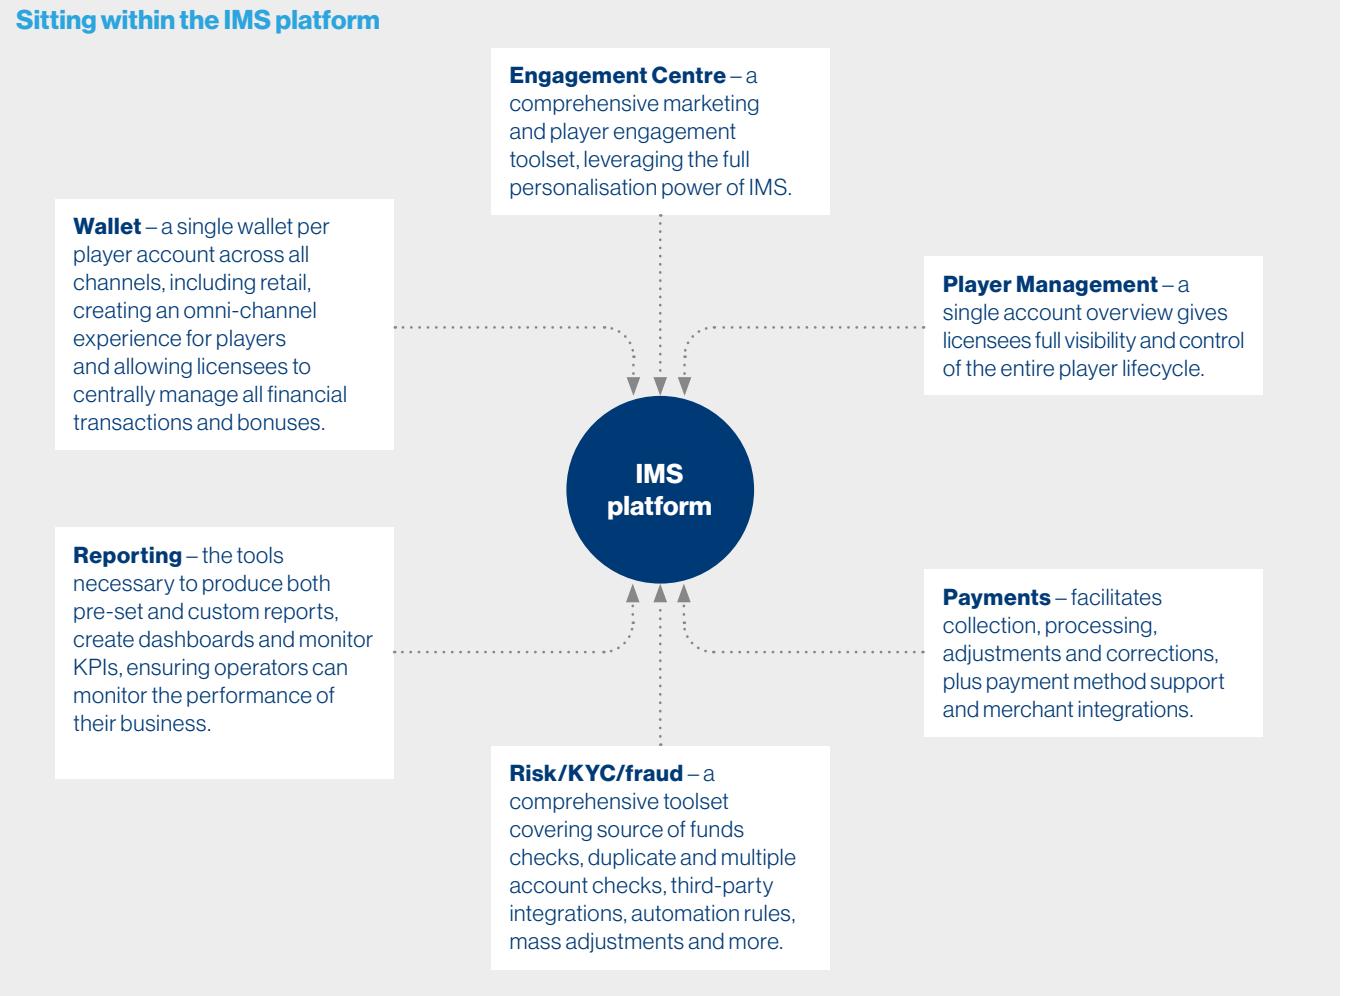 Sitting within the IMS platform
Engagement Centre – a
comprehensive marketing
and player engagement
toolset, leveraging the full
personalisation power of IMS.
Wallet – a single wallet per
player account across all
channels, including retail,
creating an omni-channel
experience for players
and allowing licensees to
centrally manage all financial
transactions and bonuses.
Player Management – a
single account overview gives
licensees full visibility and control
of the entire player lifecycle.
IMS
platform
Reporting – the tools
necessary to produce both
pre-set and custom reports,
create dashboards and monitor
KPIs, ensuring operators can
monitor the performance of
their business.
Payments – facilitates
collection, processing,
adjustments and corrections,
plus payment method support
and merchant integrations.
Risk/KYC/fraud – a
comprehensive toolset
covering source of funds
checks, duplicate and multiple
account checks, third-party
integrations, automation rules,
mass adjustments and more.